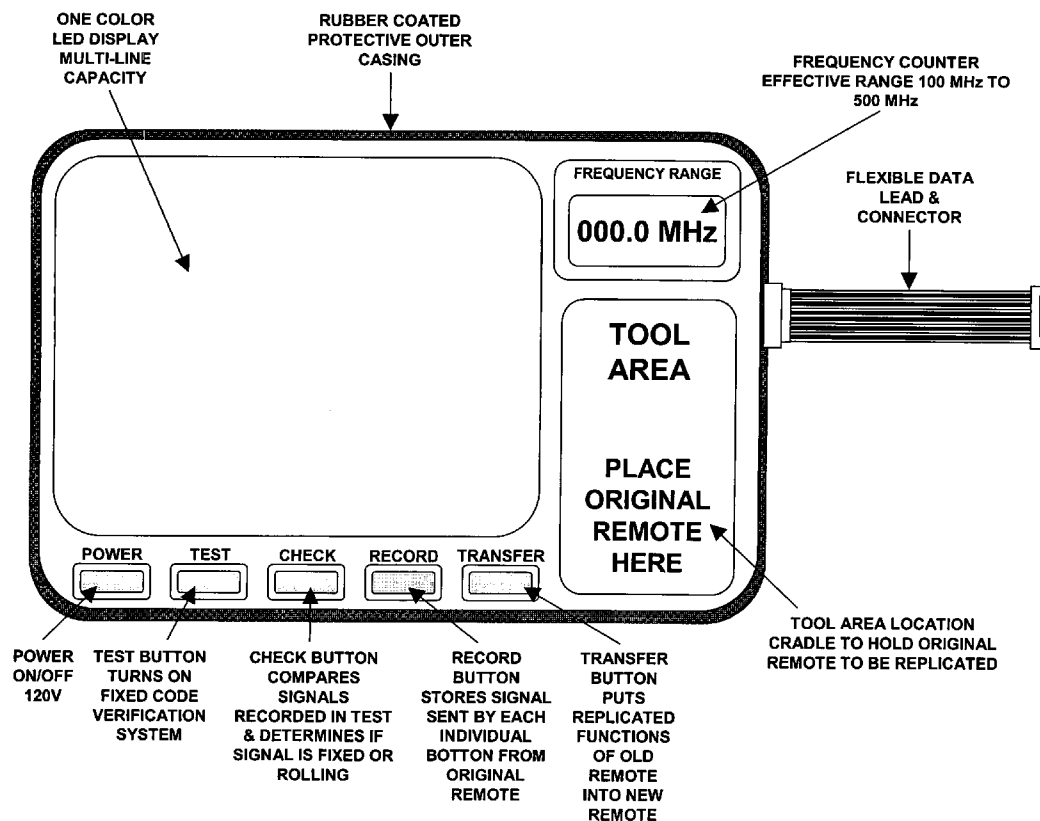 ONE COLOR
LED DISPLAY
MULTI-LINE
CAPACITY
RUBBER COATED
PROTECTIVE OUTER
CASING
FREQUENCY COUNTER
EFFECTIVE RANGE 100 MHz TO
500 MHz
FLEXIBLE DATA
LEAD &
CONNECTOR
FREQUENCY RANGE
000.0 MHz
TOOL
AREA
PLACE
ORIGINAL
REMOTE
HERE
POWER
TEST
CHECK
RECORD
TRANSFER
TOOL AREA LOCATION
CRADLE TO HOLD ORIGINAL
REMOTE TO BE REPLICATED
POWER
ON/OFF
120V
TEST BUTTON
TURNS ON
FIXED CODE
VERIFICATION
SYSTEM
CHECK BUTTON
COMPARES
SIGNALS
RECORDED IN TEST
& DETERMINES IF
SIGNAL IS FIXED OR
ROLLING
RECORD
BUTTON
STORES SIGNAL
SENT BY EACH
INDIVIDUAL
BOTTON FROM
ORIGINAL
REMOTE
TRANSFER
BUTTON
PUTS
REPLICATED
FUNCTIONS
OF OLD
REMOTE
INTO NEW
REMOTE